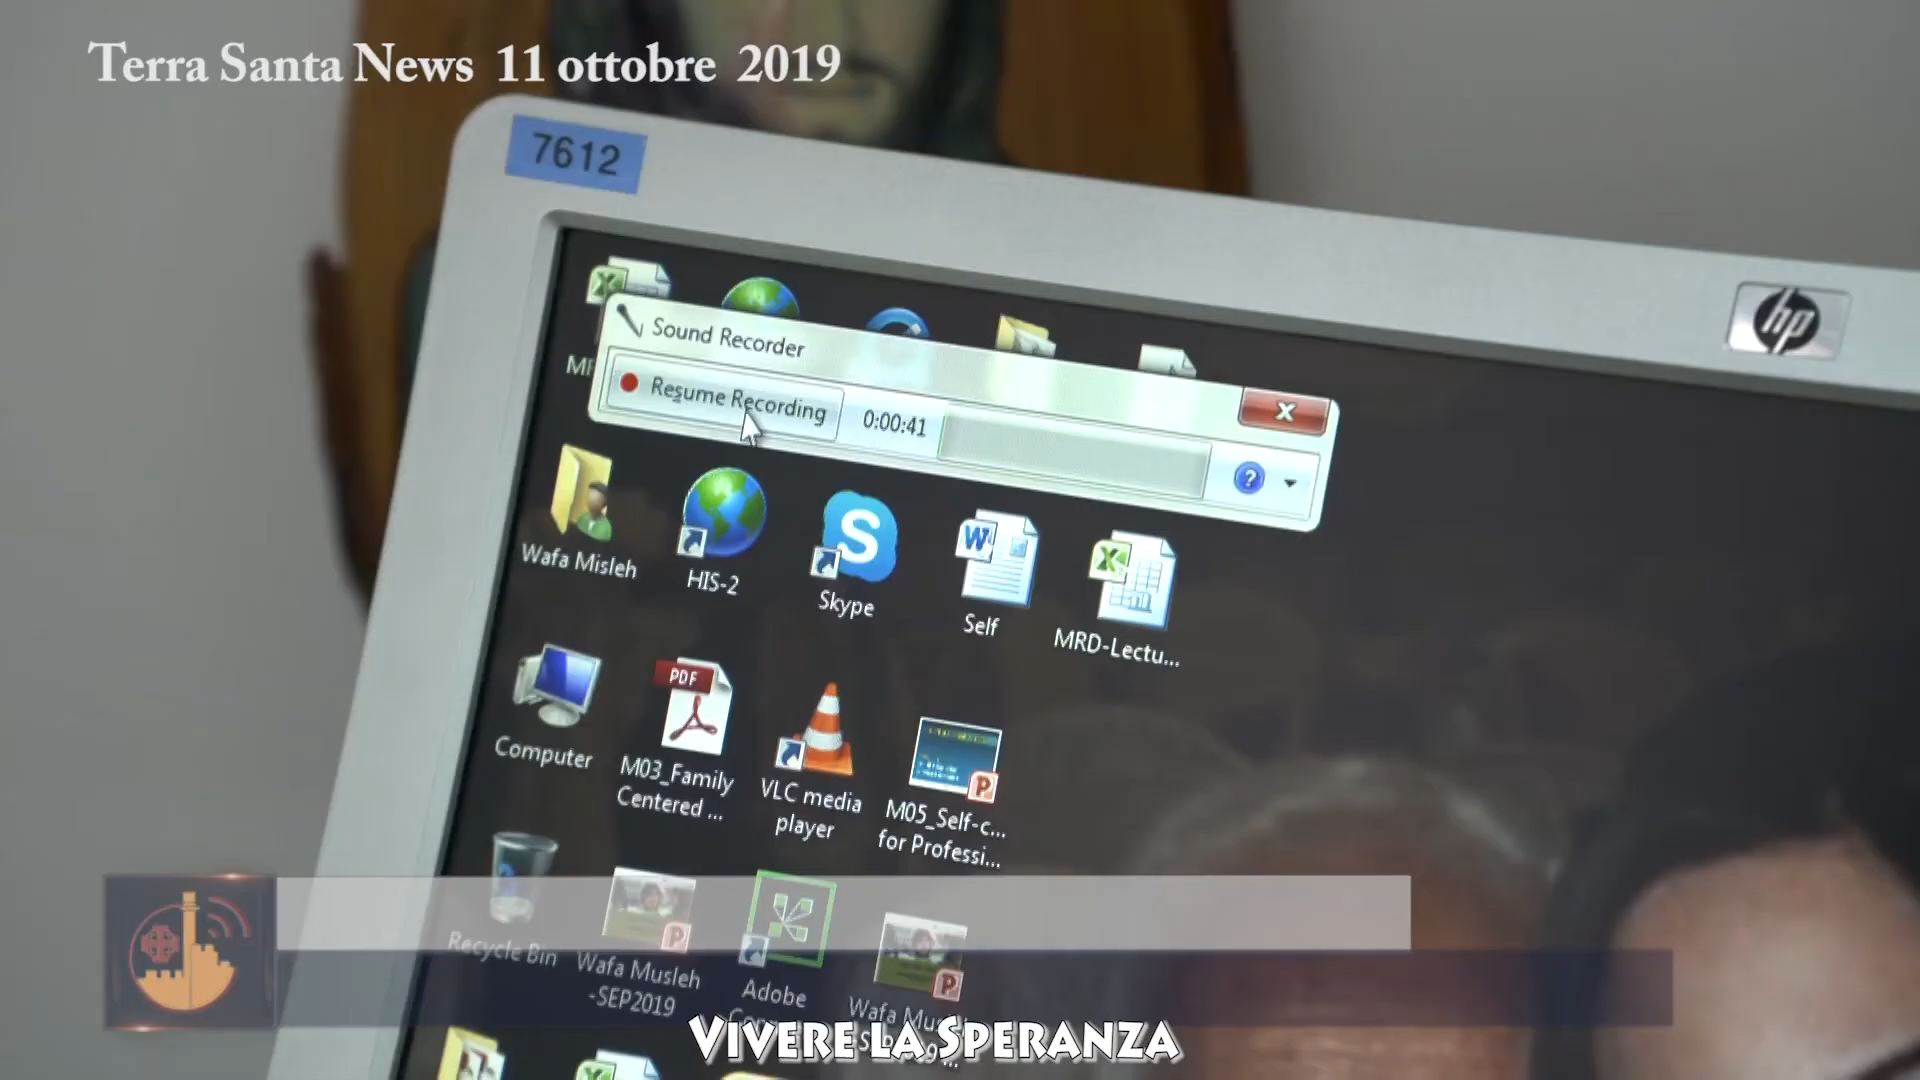 Terra Santa News 11 ottobre 2019
7612
hp
Sound Recorder
Resume Recording
0:00:41
Wafa Misleh
HIS-2
Skype
Self
MRD-Lectu...
Computer
PDF
M03_Family
Centered ...
VLC media
player
M05_Self-c...
for Professi...
Recycle Bin
Wafa Musleh
-SEP2019
Adobe
VIVERE LA SPERANZA